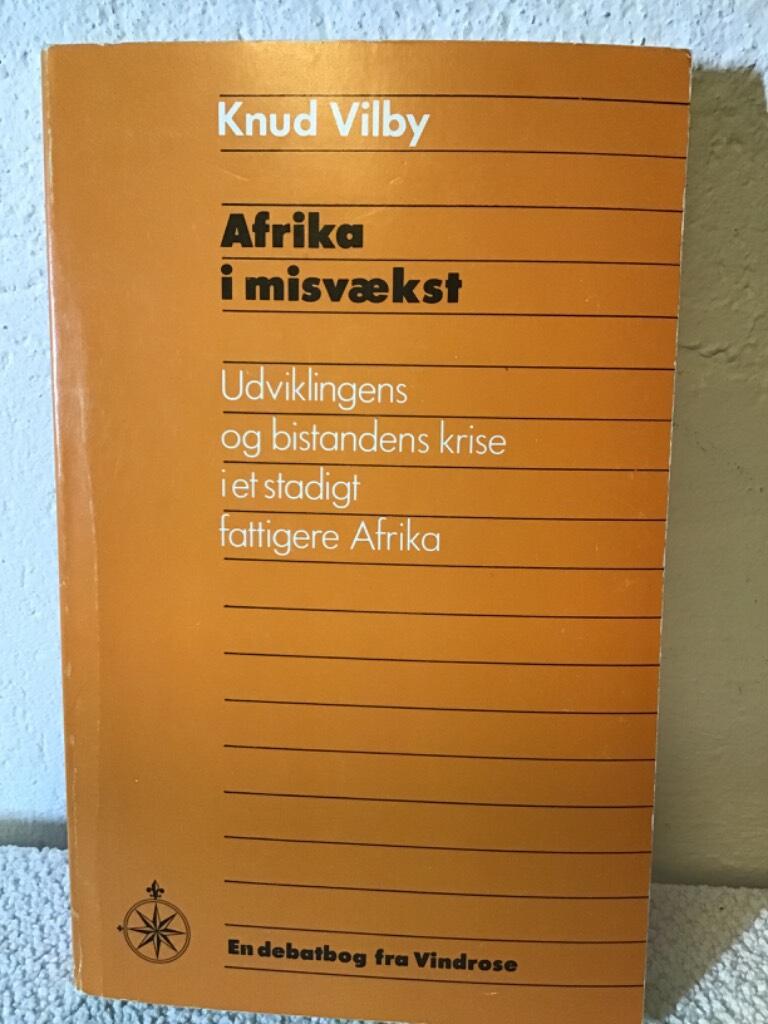 Knud Vilby
Afrika
i misvækst
Udviklingens
og bistandens krise
i et stadigt
fattigere Afrika
En debatbog fra Vindrose